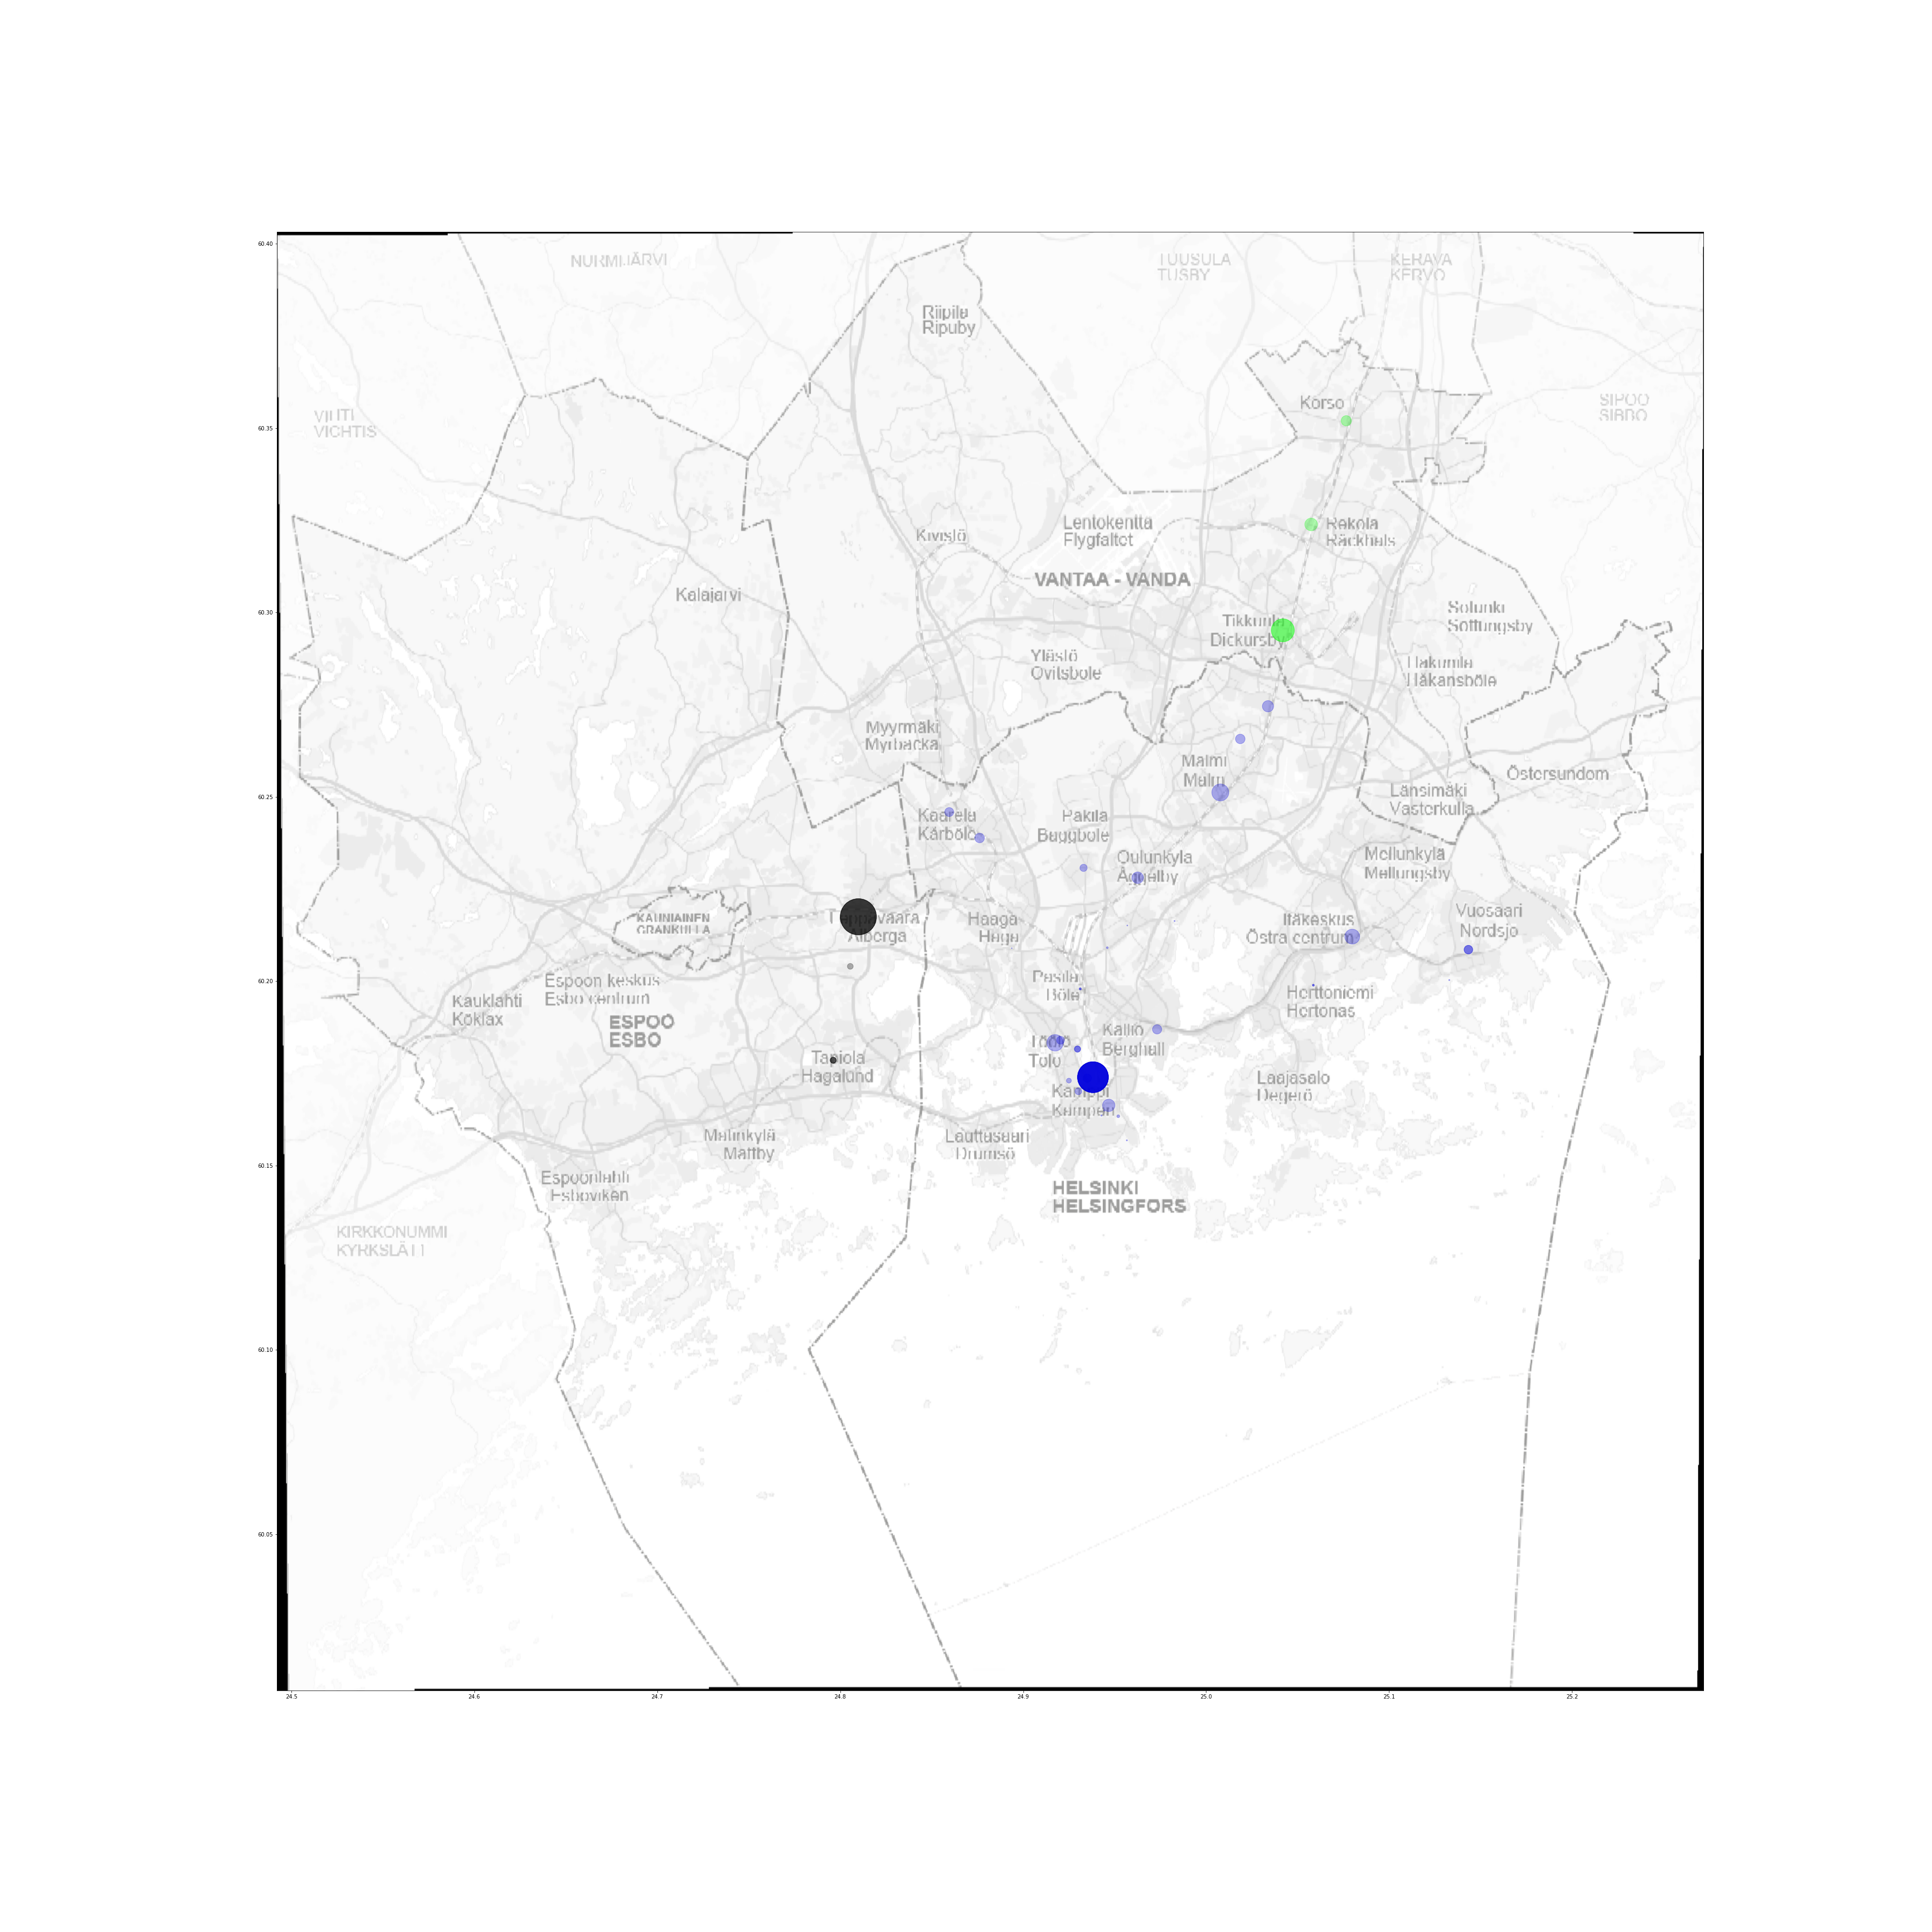 60.40
NURMIJÄRVI
TUUSULA
TUSBY
KERAVA
KERVO
Riipilä
Ripuby
VICHTIS
SIPOO
SIBBO
Korso
60.35
Lentokenttä
Flygfältet
Rekola
Räckhals
Kivistö
VANTAA - VANDA
Kalajärvi
60.30
Sotunki
Sottungsby
Dickursby
Ylästö
Övitsböle
Hakunila
Håkansböle
Myyrmäki
Myrbacka
Malmi
Malm
Östersundom
60.25
Länsimäki
Västerkulla
Kaarela
Kårböle
Pakila
Baggböle
Oulunkylä
Åggelby
Mellunkylä
Mellungsby
KAUNIAINEN
GRANKULLA
Alberga
Haaga
Haga
Itäkeskus
Östra centrum
Vuosaari
Nordsjö
60.20
Espoon keskus
Esbo centrum
Pasila
Böle
Kauklahti
Köklax
Herttoniemi
Hertonäs
ESPOO
ESBO
Kallio
Berghäll
Tapiola
Hagalund
Töölö
Tölö
Laajasalo
Degerö
Kamppi
Kampen
Matinkylä
Mattby
Lauttasaari
Drumsö
60.15
Espoonlahti
Esboviken
HELSINKI
HELSINGFORS
KIRKKONUMMI
KYRKSLÄTT
60.10
60.05
24.5 24.6 24.7 24.8 24.9 25.0 25.1 25.2